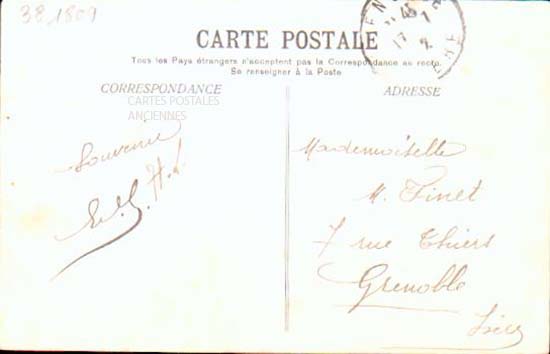 38 1809
CARTE POSTALE
Tous les Pays étrangers n'acceptent pas la Correspondance au recto.
Se renseigner à la Poste
CORRESPONDANCE
ADRESSE
CARTES POSTALES
ANCIENNES
Souvenir
Mademoiselle
M. Finet
7 rue Thiers
Grenoble
Isère